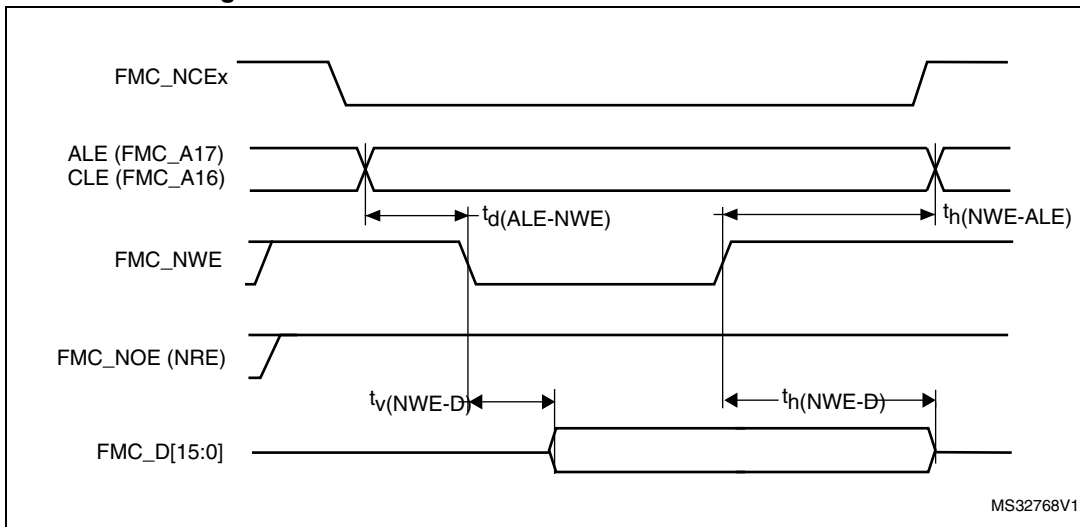 FMC_NCEx
ALE (FMC_A17)
CLE (FMC_A16)
td(ALE-NWE)
th(NWE-ALE)
FMC_NWE
FMC_NOE (NRE)
tv(NWE-D)
th(NWE-D)
FMC_D[15:0]
MS32768V1